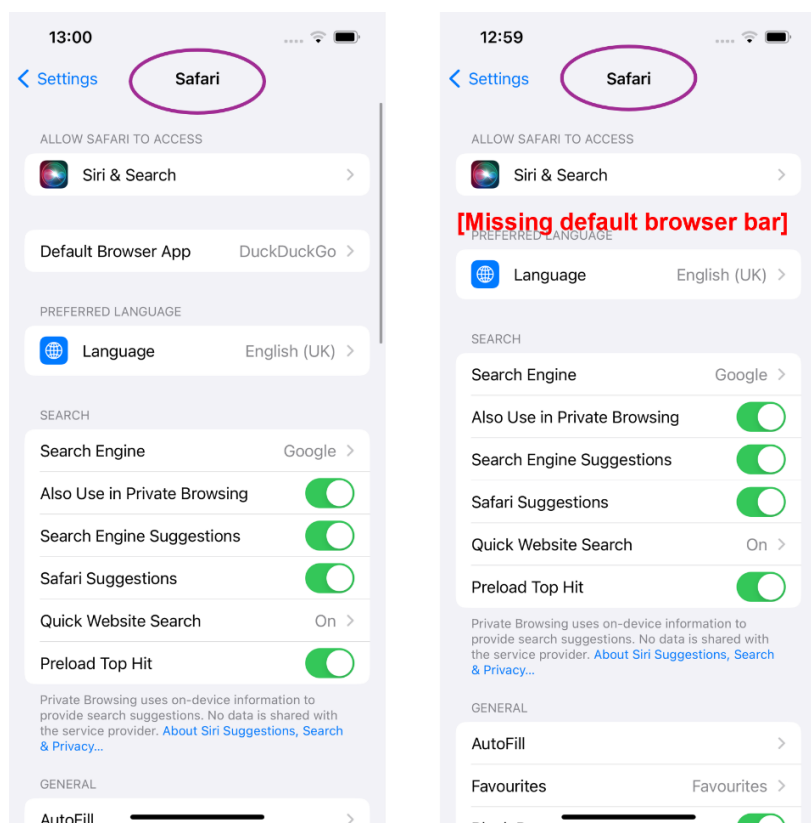 13:00
Settings
Safari
ALLOW SAFARI TO ACCESS
Siri & Search
Default Browser App DuckDuckGo
PREFERRED LANGUAGE
Language English (UK)
SEARCH
Search Engine Google
Also Use in Private Browsing
Search Engine Suggestions
Safari Suggestions
Quick Website Search On
Preload Top Hit
Private Browsing uses on-device information to
provide search suggestions. No data is shared with
the service provider. About Siri Suggestions, Search
& Privacy...
GENERAL
AutoFill
12:59
Settings
Safari
ALLOW SAFARI TO ACCESS
Siri & Search
[Missing default browser bar]
PREFERRED LANGUAGE
Language English (UK)
SEARCH
Search Engine Google
Also Use in Private Browsing
Search Engine Suggestions
Safari Suggestions
Quick Website Search On
Preload Top Hit
Private Browsing uses on-device information to
provide search suggestions. No data is shared with
the service provider. About Siri Suggestions, Search
& Privacy...
GENERAL
AutoFill
Favourites Favourites